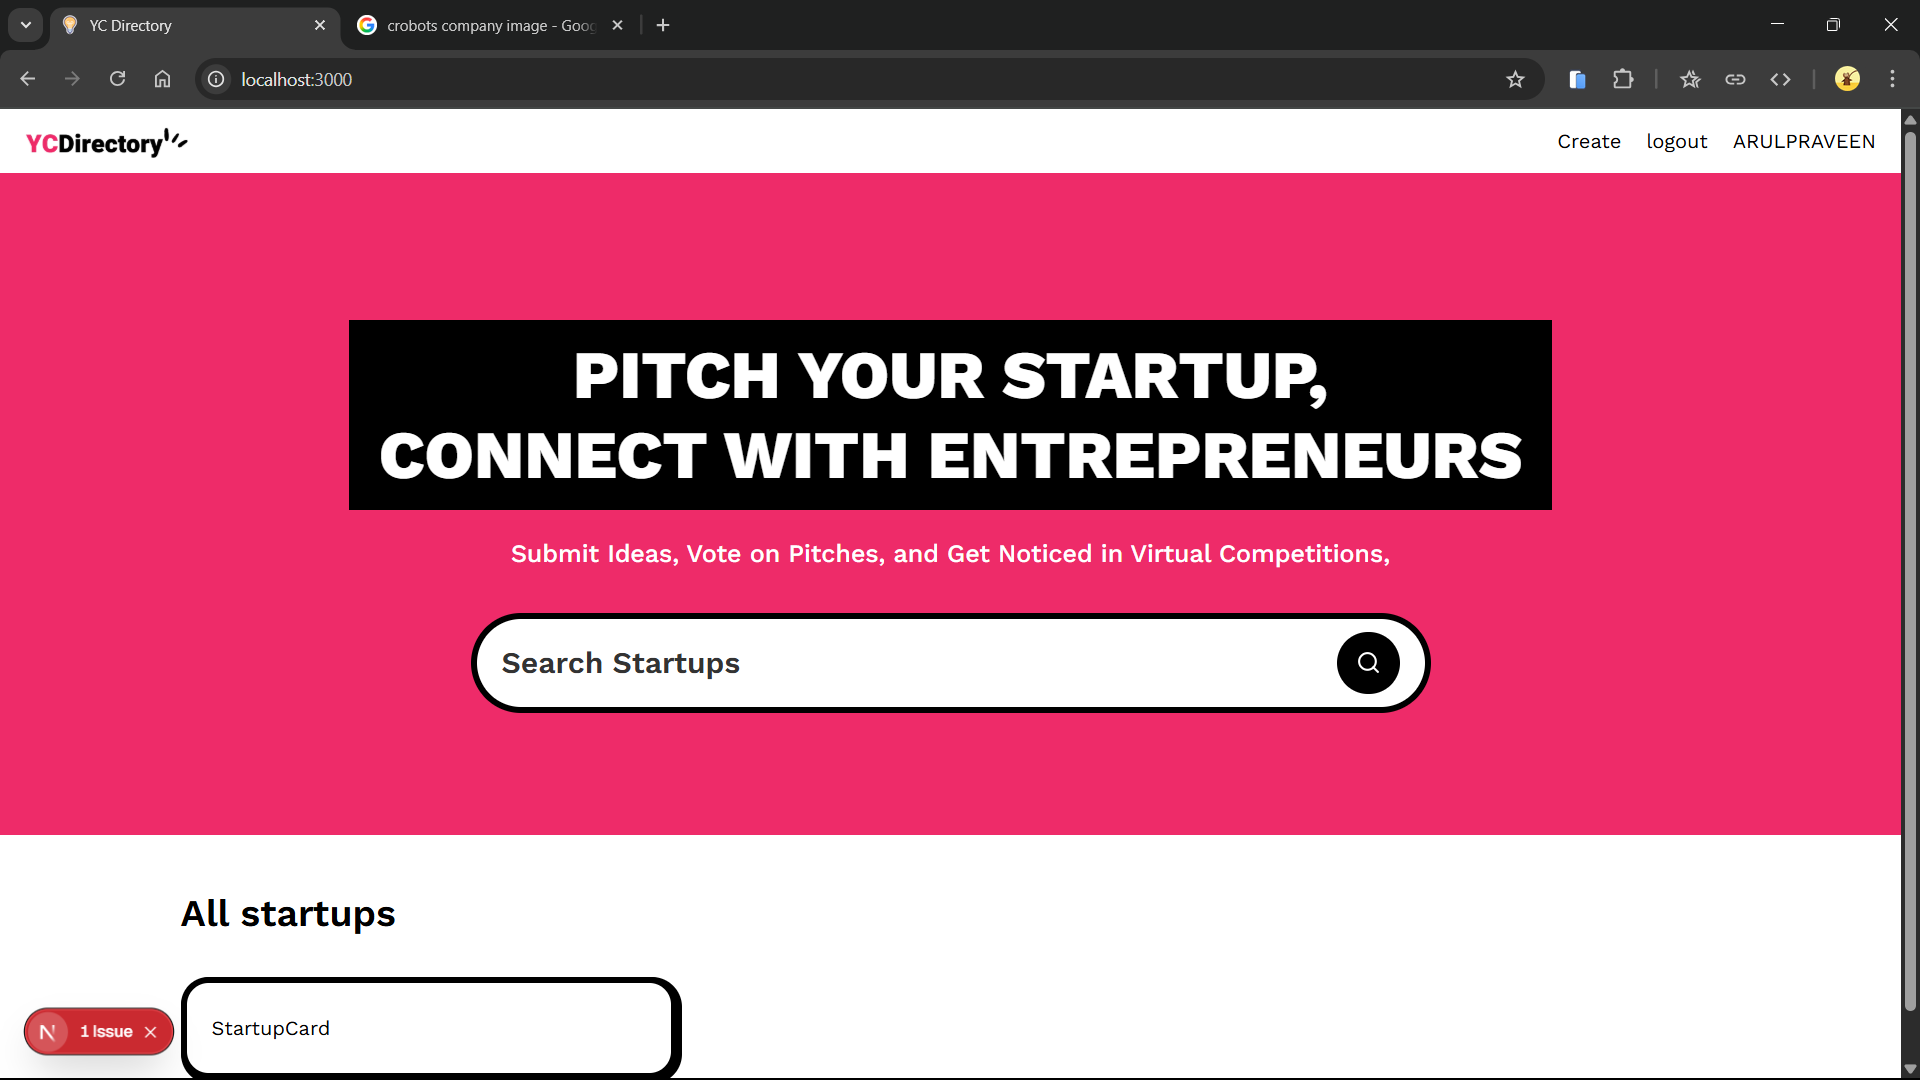 YC Directory
crobots company image - Goog
localhost:3000
YCDirectory
Create logout ARULPRAVEEN
PITCH YOUR STARTUP,
CONNECT WITH ENTREPRENEURS
Submit Ideas, Vote on Pitches, and Get Noticed in Virtual Competitions,
Search Startups
All startups
StartupCard
N 1 Issue